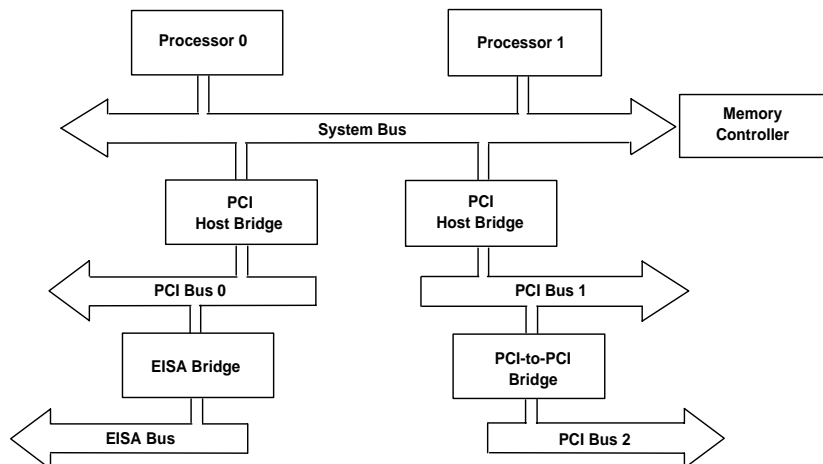 Processor 0
Processor 1
System Bus
Memory
Controller
PCI
Host Bridge
PCI
Host Bridge
PCI Bus 0
PCI Bus 1
EISA Bridge
PCI-to-PCI
Bridge
EISA Bus
PCI Bus 2